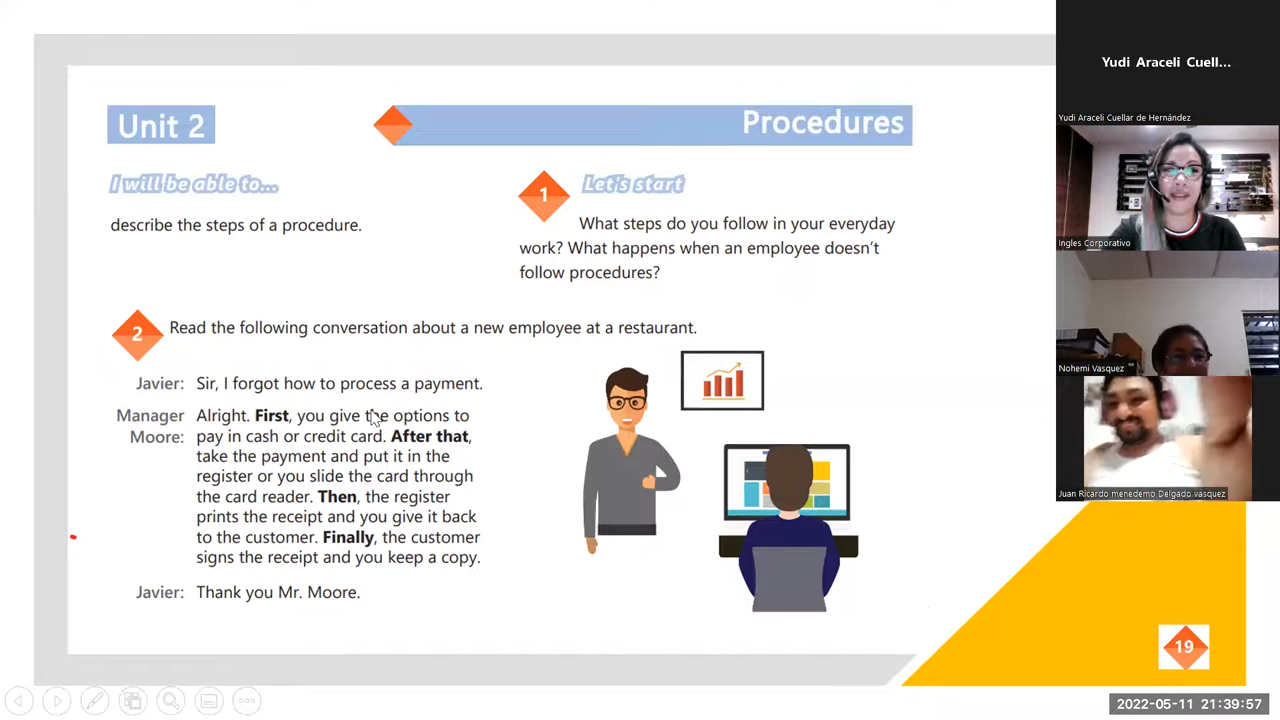 Unit 2
Procedures
I will be able to...
describe the steps of a procedure.
1
Let's start
What steps do you follow in your everyday
work? What happens when an employee doesn't
follow procedures?
2
Read the following conversation about a new employee at a restaurant.
Javier: Sir, I forgot how to process a payment.
Manager Moore: Alright. First, you give the options to
pay in cash or credit card. After that,
take the payment and put it in the
register or you slide the card through
the card reader. Then, the register
prints the receipt and you give it back
to the customer. Finally, the customer
signs the receipt and you keep a copy.
Javier: Thank you Mr. Moore.
19
Yudi Araceli Cuell...
Yudi Araceli Cuellar de Hernández
Ingles Corporativo
Nohemi Vasquez
Juan Ricardo menedemo Delgado vasquez
2022-05-11 21:39:57